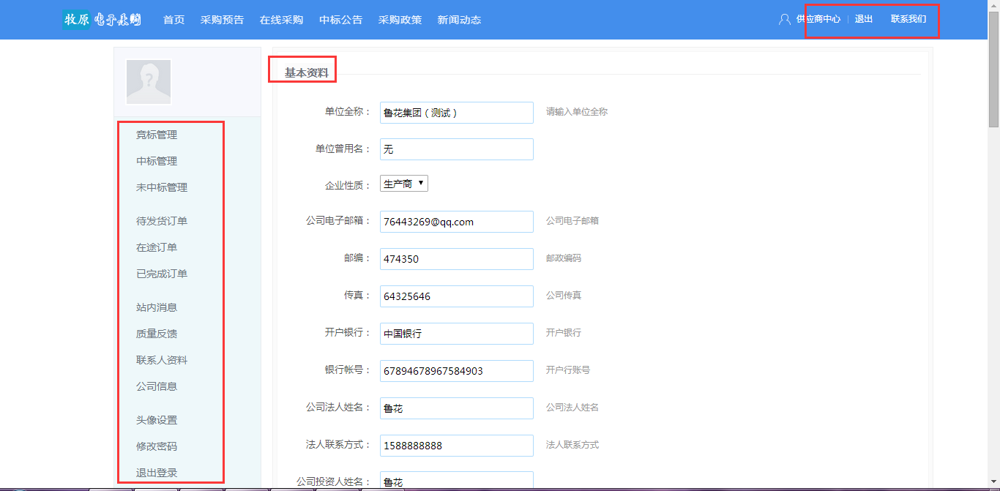 牧原 电子采购 首页 采购预告 在线采购 中标公告 采购政策 新闻动态 供应商中心 | 退出 联系我们
?
竞标管理
中标管理
未中标管理
待发货订单
在途订单
已完成订单
站内消息
质量反馈
联系人资料
公司信息
头像设置
修改密码
退出登录
基本资料
单位全称: 鲁花集团(测试) 请输入单位全称
单位曾用名: 无
企业性质: 生产商
公司电子邮箱: 76443269@qq.com 公司电子邮箱
邮编: 474350 邮政编码
传真: 64325646 公司传真
开户银行: 中国银行 开户银行
银行帐号: 67894678967584903 开户行账号
公司法人姓名: 鲁花 公司法人姓名
法人联系方式: 1588888888 法人联系方式
公司投资人姓名: 鲁花